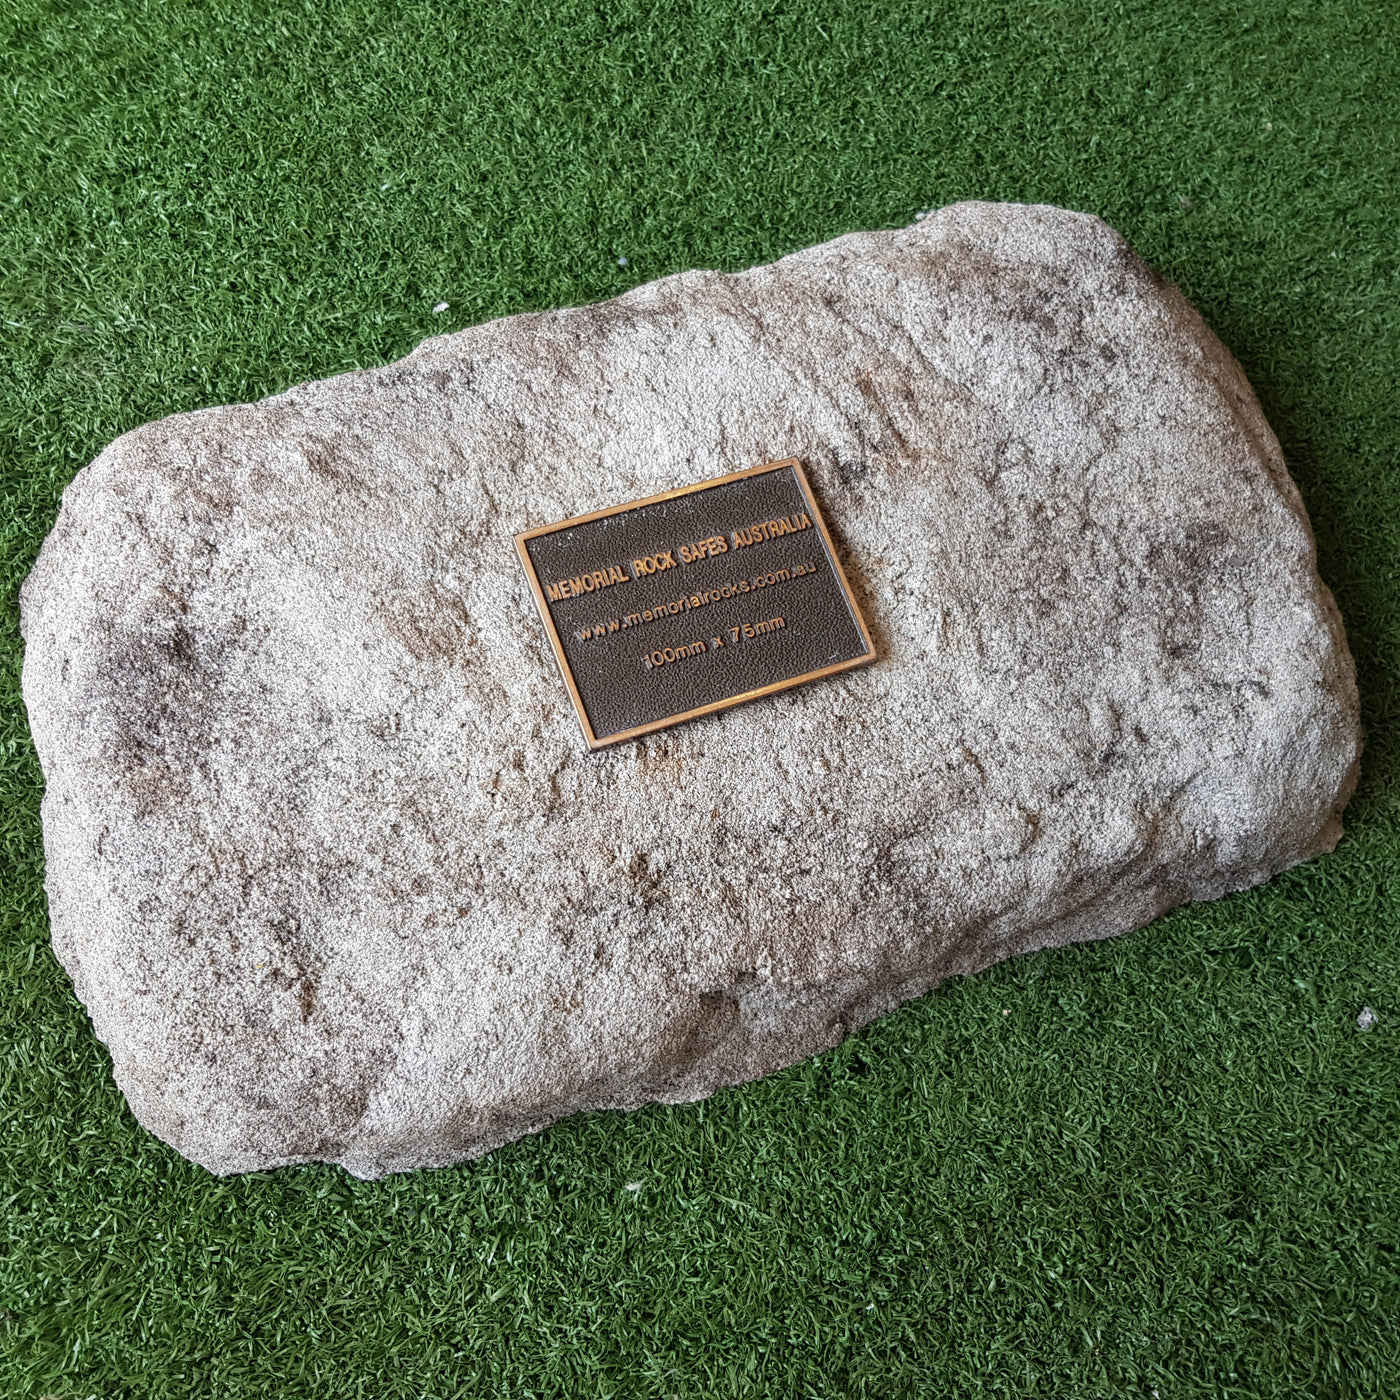 MEMORIAL ROCK SAFES AUSTRALIA
www.memorialrocks.com.au
100mm x 75mm